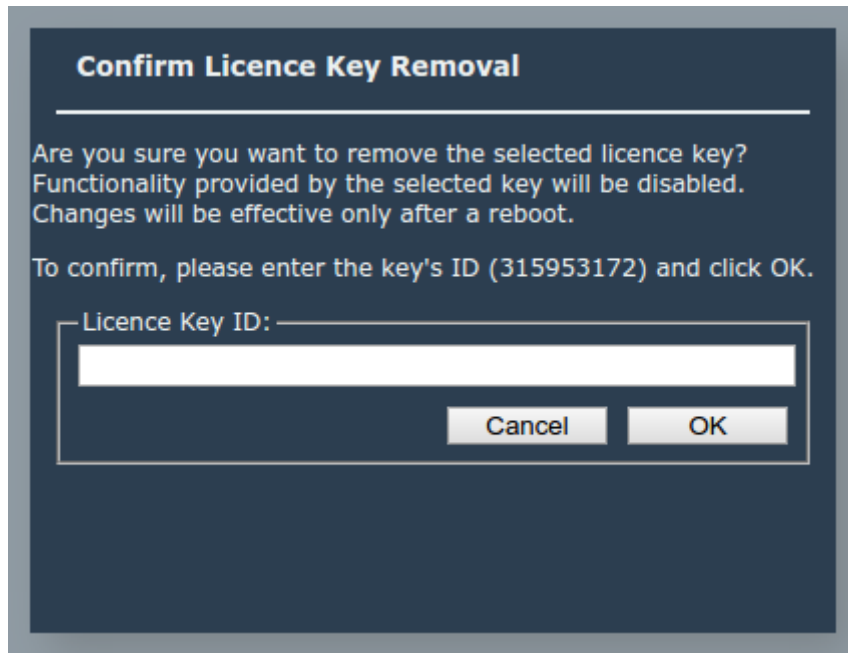 Confirm Licence Key Removal
Are you sure you want to remove the selected licence key?
Functionality provided by the selected key will be disabled.
Changes will be effective only after a reboot.
To confirm, please enter the key's ID (315953172) and click OK.
Licence Key ID:
Cancel OK